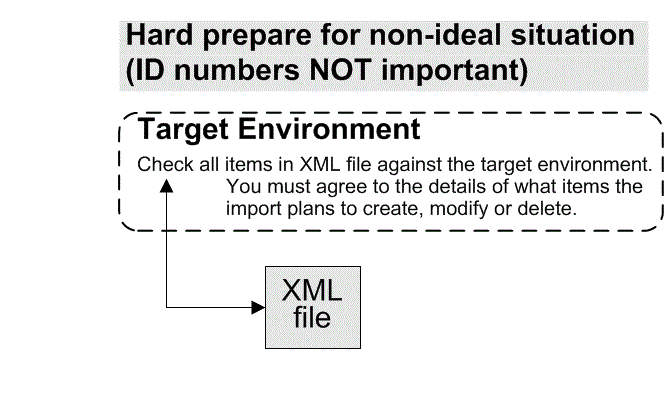 Hard prepare for non-ideal situation
(ID numbers NOT important)
Target Environment
Check all items in XML file against the target environment.
You must agree to the details of what items the
import plans to create, modify or delete.
XML
file